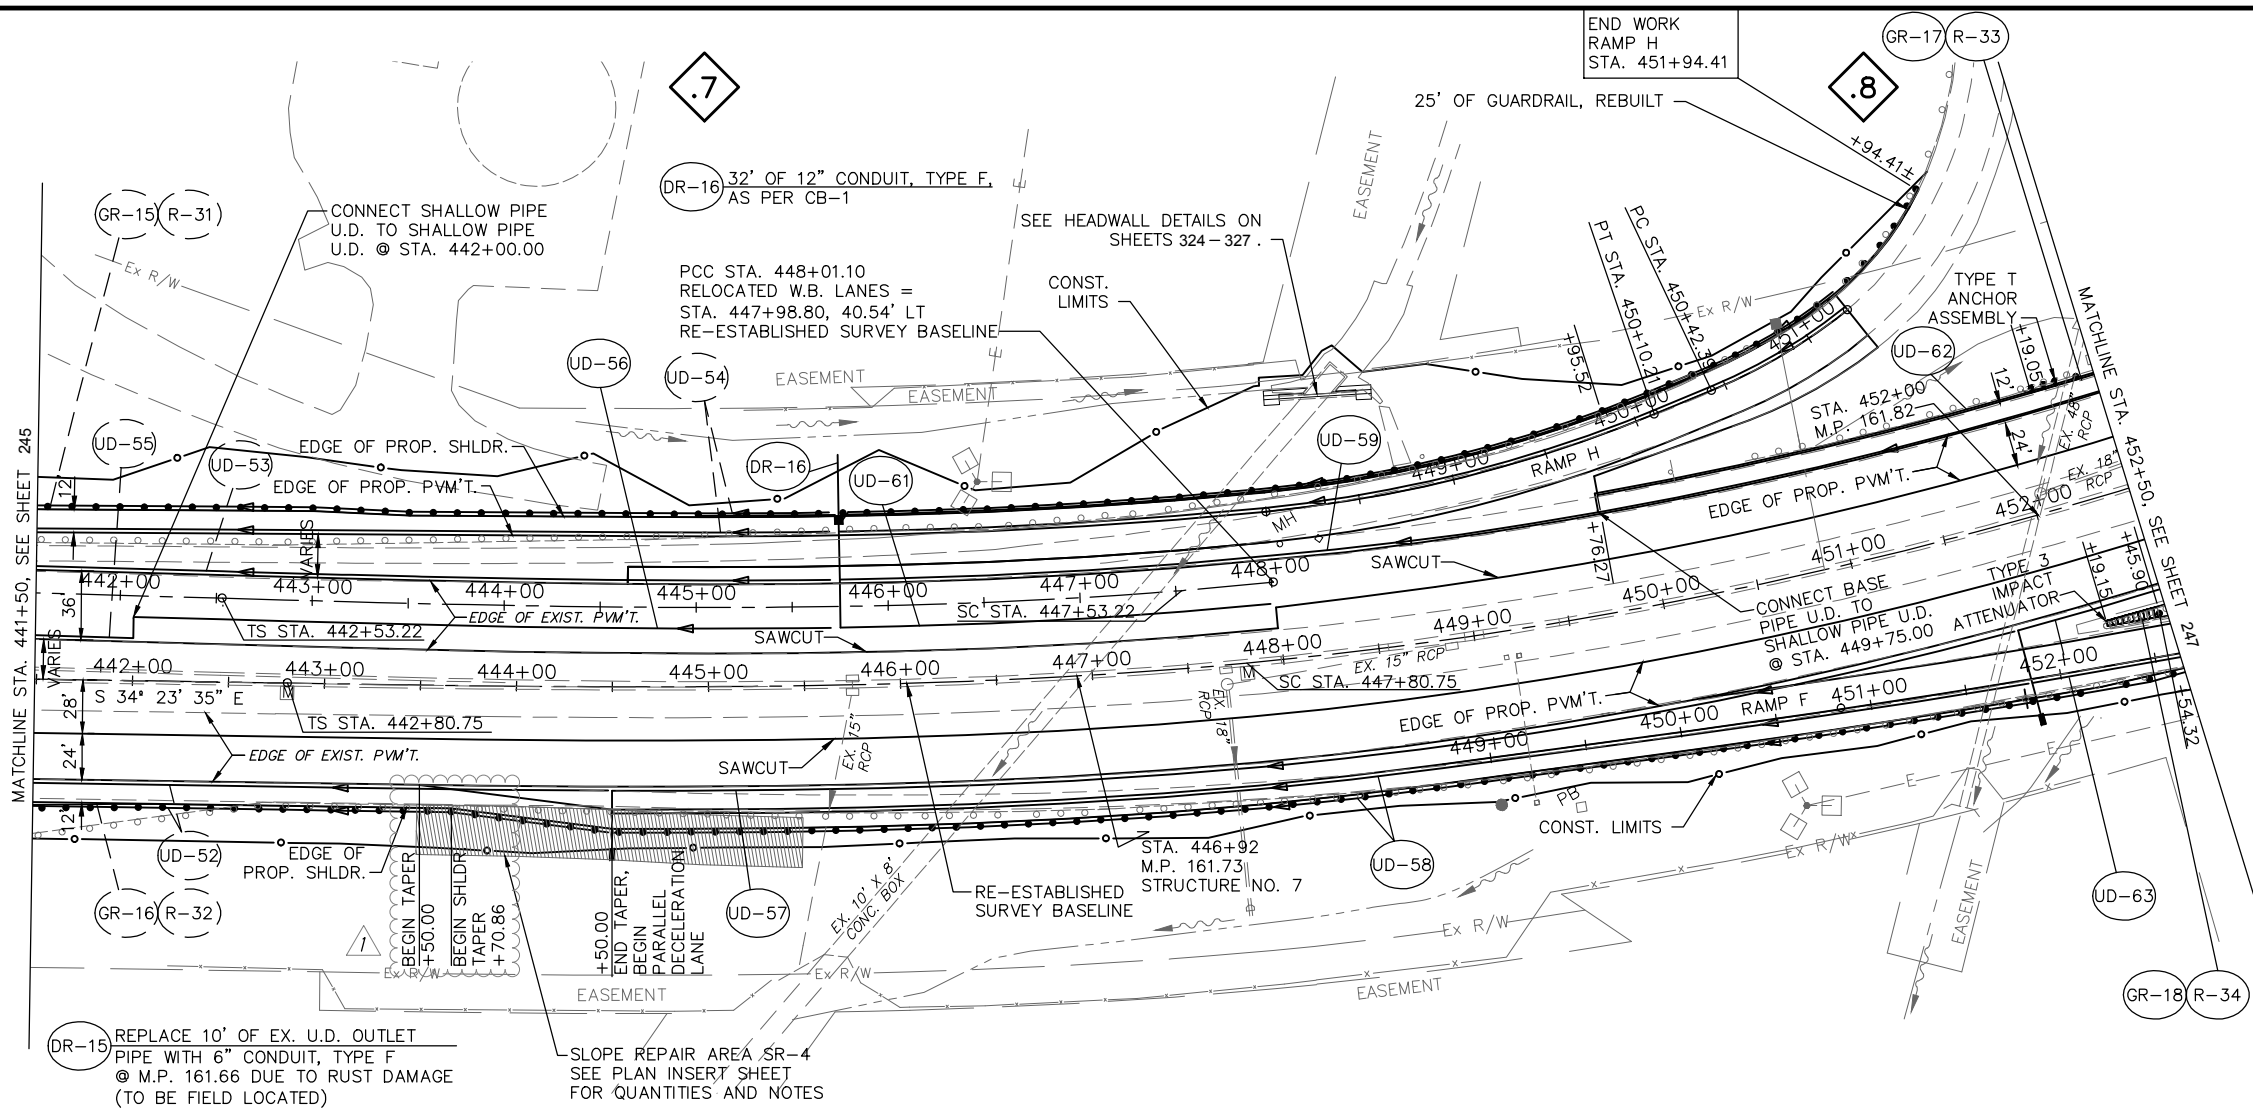 END WORK
RAMP H
STA. 451+94.41
GR-17
R-33
.7
.8
25' OF GUARDRAIL, REBUILT
+94.41±
EASEMENT
DR-16
32' OF 12" CONDUIT, TYPE F,
AS PER CB-1
GR-15
R-31
CONNECT SHALLOW PIPE
U.D. TO SHALLOW PIPE
U.D. @ STA. 442+00.00
Ex R/W
SEE HEADWALL DETAILS ON
SHEETS 324-327.
PCC STA. 448+01.10
RELOCATED W.B. LANES =
STA. 447+98.80, 40.54' LT
RE-ESTABLISHED SURVEY BASELINE
CONST.
LIMITS
PT STA. 450+10.21
PC STA. 450+42.39
+95.52
Ex R/W
451+00
TYPE T
ANCHOR
ASSEMBLY
+19.05
MATCHLINE STA. 452+50, SEE SHEET 247
UD-62
UD-56
UD-54
EASEMENT
EASEMENT
450+00
STA. 452+00
M.P. 161.82
12'
24'
EX. 48"
RCP
UD-55
UD-53
EDGE OF PROP. SHLDR.
DR-16
UD-61
UD-59
449+00
RAMP H
EDGE OF PROP. PVM'T.
EX. 18"
RCP
MATCHLINE STA. 441+50, SEE SHEET 245
12'
EDGE OF PROP. PVM'T.
VARIES
MH
452+00
+76.27
SAWCUT
451+00
442+00
443+00
444+00
445+00
446+00
447+00
448+00
450+00
36'
SC STA. 447+53.22
TYPE 3
IMPACT
ATTENUATOR
+19.15
+45.90
CONNECT BASE
PIPE U.D. TO
SHALLOW PIPE U.D.
@ STA. 449+75.00
TS STA. 442+53.22
EDGE OF EXIST. PVM'T.
SAWCUT
449+00
448+00
VARIES
442+00
443+00
444+00
445+00
446+00
447+00
EX. 15" RCP
452+00
S 34° 23' 35" E
M
M
SC STA. 447+80.75
28'
TS STA. 442+80.75
EX. 18"
RCP
EDGE OF PROP. PVM'T.
450+00
RAMP F
451+00
+54.32
EDGE OF EXIST. PVM'T.
24'
SAWCUT
EX. 15"
RCP
449+00
E
E
12'
PB
CONST. LIMITS
UD-52
EDGE OF
PROP. SHLDR.
STA. 446+92
M.P. 161.73
STRUCTURE NO. 7
UD-58
Ex R/W
GR-16
R-32
BEGIN TAPER
+50.00
BEGIN SHLDR
TAPER
+70.86
+50.00
END TAPER,
BEGIN
PARALLEL
DECELERATION
LANE
UD-57
EX. 10' X 8'
CONC. BOX
RE-ESTABLISHED
SURVEY BASELINE
UD-63
1
Ex R/W
Ex R/W
Ex R/W
EASEMENT
EASEMENT
EASEMENT
GR-18
R-34
DR-15
REPLACE 10' OF EX. U.D. OUTLET
PIPE WITH 6" CONDUIT, TYPE F
@ M.P. 161.66 DUE TO RUST DAMAGE
(TO BE FIELD LOCATED)
SLOPE REPAIR AREA SR-4
SEE PLAN INSERT SHEET
FOR QUANTITIES AND NOTES